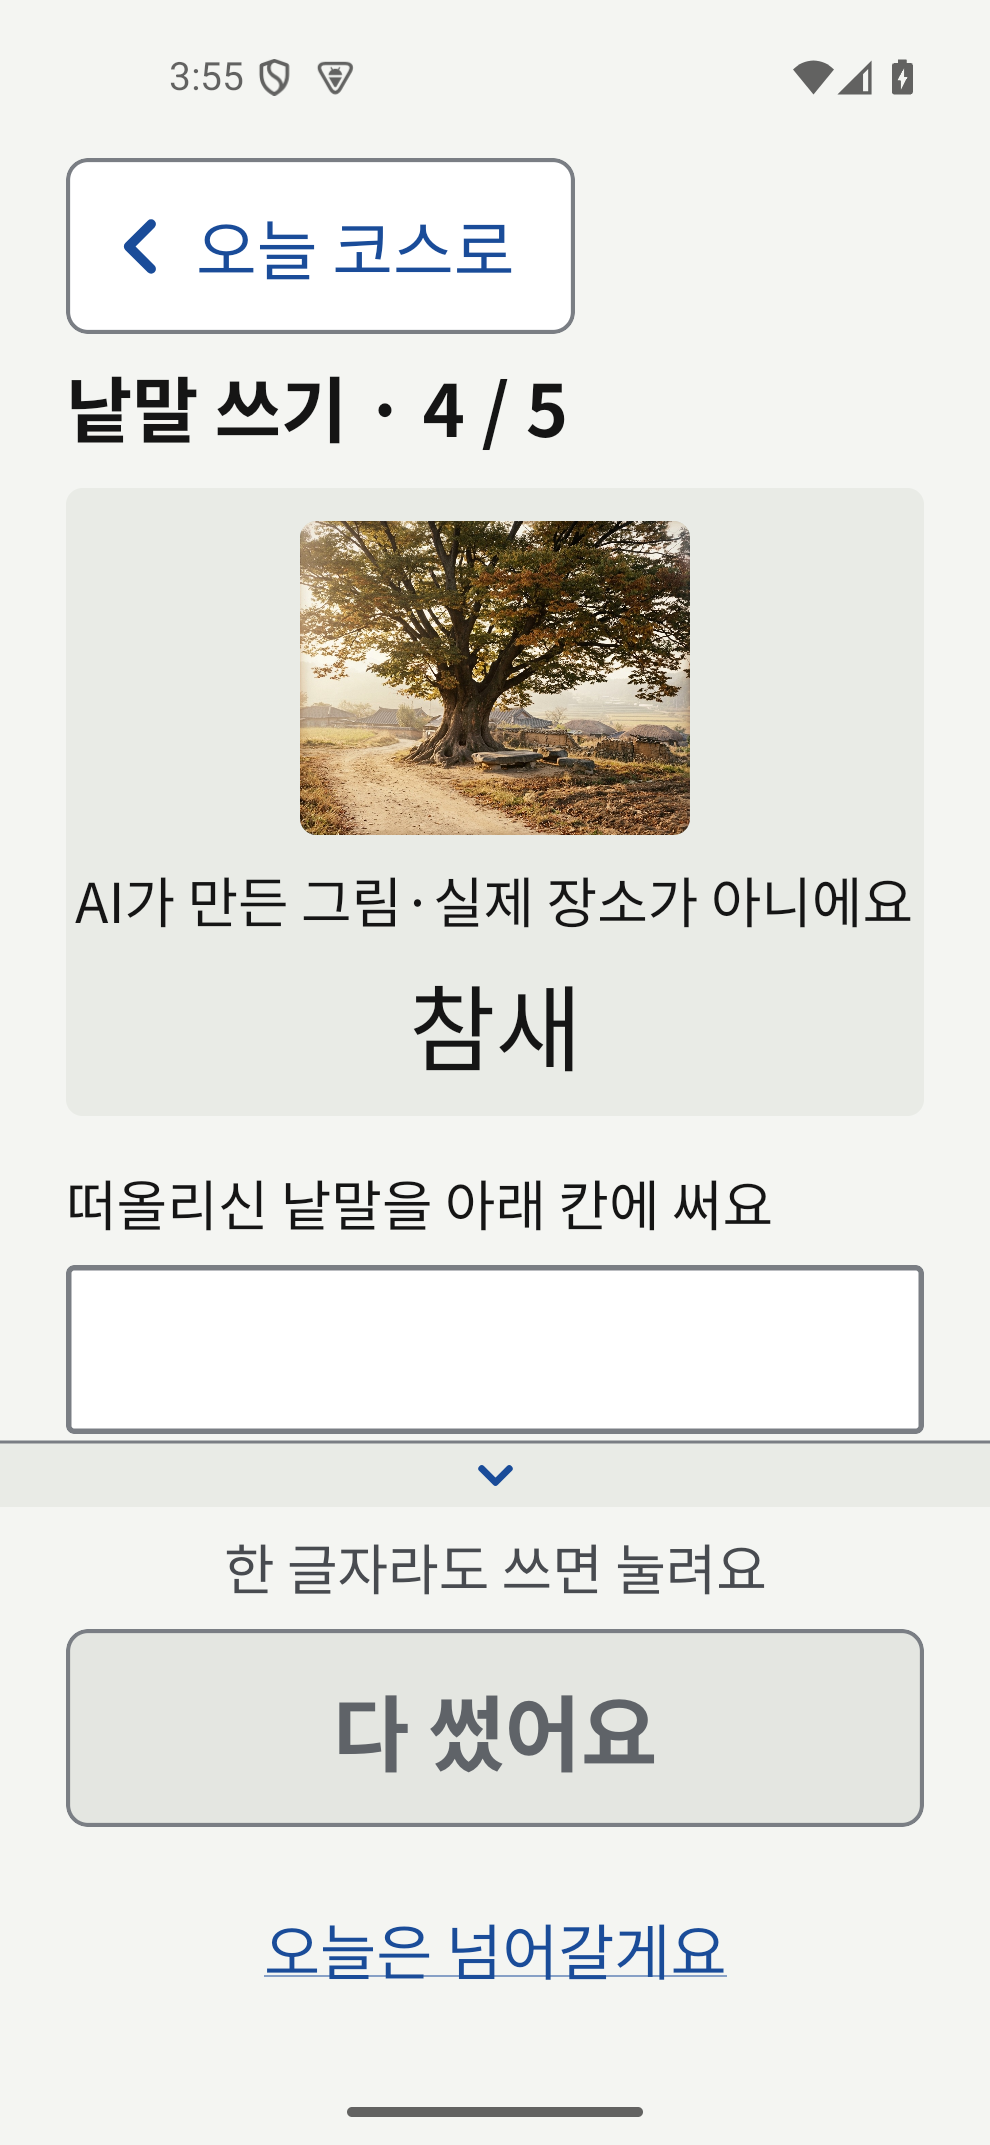 3:55
오늘 코스로
낱말 쓰기 · 4 / 5
AI가 만든 그림·실제 장소가 아니에요
참새
떠올리신 낱말을 아래 칸에 써요
한 글자라도 쓰면 눌려요
다 썼어요
오늘은 넘어갈게요